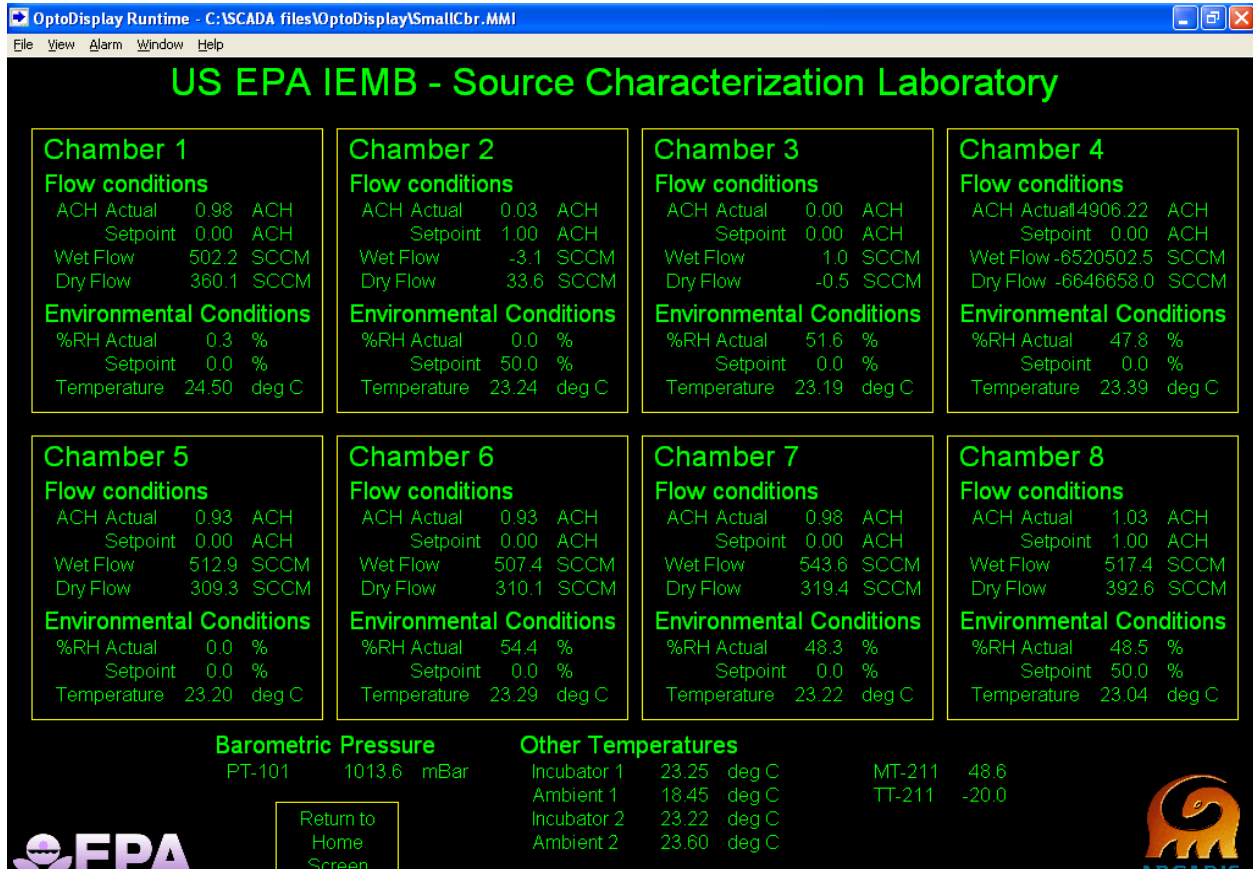 OptoDisplay Runtime - C:\SCADA files\OptoDisplay\SmallCbr.MMI
File View Alarm Window Help
US EPA IEMB - Source Characterization Laboratory
Chamber 1
Flow conditions
ACH Actual 0.98 ACH
Setpoint 0.00 ACH
Wet Flow 502.2 SCCM
Dry Flow 360.1 SCCM
Environmental Conditions
%RH Actual 0.3 %
Setpoint 0.0 %
Temperature 24.50 deg C
Chamber 2
Flow conditions
ACH Actual 0.03 ACH
Setpoint 1.00 ACH
Wet Flow -3.1 SCCM
Dry Flow 33.6 SCCM
Environmental Conditions
%RH Actual 0.0 %
Setpoint 50.0 %
Temperature 23.24 deg C
Chamber 3
Flow conditions
ACH Actual 0.00 ACH
Setpoint 0.00 ACH
Wet Flow 1.0 SCCM
Dry Flow -0.5 SCCM
Environmental Conditions
%RH Actual 51.6 %
Setpoint 0.0 %
Temperature 23.19 deg C
Chamber 4
Flow conditions
ACH Actual 14906.22 ACH
Setpoint 0.00 ACH
Wet Flow -6520502.5 SCCM
Dry Flow -6646658.0 SCCM
Environmental Conditions
%RH Actual 47.8 %
Setpoint 0.0 %
Temperature 23.39 deg C
Chamber 5
Flow conditions
ACH Actual 0.93 ACH
Setpoint 0.00 ACH
Wet Flow 512.9 SCCM
Dry Flow 309.3 SCCM
Environmental Conditions
%RH Actual 0.0 %
Setpoint 0.0 %
Temperature 23.20 deg C
Chamber 6
Flow conditions
ACH Actual 0.93 ACH
Setpoint 0.00 ACH
Wet Flow 507.4 SCCM
Dry Flow 310.1 SCCM
Environmental Conditions
%RH Actual 54.4 %
Setpoint 0.0 %
Temperature 23.29 deg C
Chamber 7
Flow conditions
ACH Actual 0.98 ACH
Setpoint 0.00 ACH
Wet Flow 543.6 SCCM
Dry Flow 319.4 SCCM
Environmental Conditions
%RH Actual 48.3 %
Setpoint 0.0 %
Temperature 23.22 deg C
Chamber 8
Flow conditions
ACH Actual 1.03 ACH
Setpoint 1.00 ACH
Wet Flow 517.4 SCCM
Dry Flow 392.6 SCCM
Environmental Conditions
%RH Actual 48.5 %
Setpoint 50.0 %
Temperature 23.04 deg C
Barometric Pressure
PT-101 1013.6 mBar
Other Temperatures
Incubator 1 23.25 deg C
Ambient 1 18.45 deg C
Incubator 2 23.22 deg C
Ambient 2 23.60 deg C
MT-211 48.6
TT-211 -20.0
Return to
Home
Screen
EPA
ARCADIS